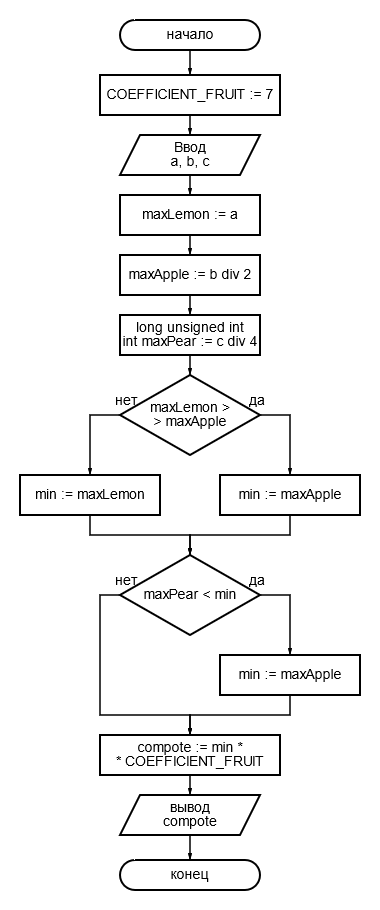 начало
COEFFICIENT_FRUIT := 7
Ввод
a, b, c
maxLemon := a
maxApple := b div 2
long unsigned int
int maxPear := c div 4
нет
да
maxLemon >
> maxApple
min := maxLemon
min := maxApple
нет
да
maxPear < min
min := maxApple
compote := min *
* COEFFICIENT_FRUIT
вывод
compote
конец